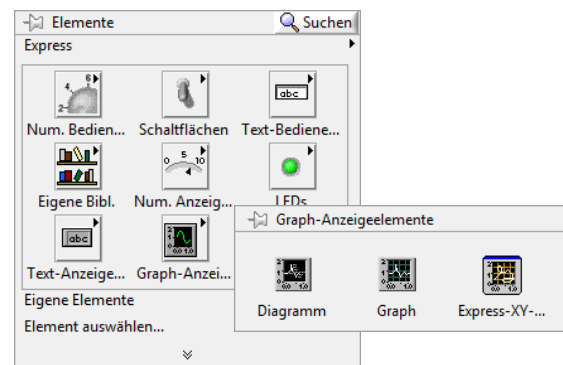 Elemente
Suchen
Express
Num. Bedien...
Schaltflächen
Text-Bediene...
Eigene Bibl.
Num. Anzeig...
LEDs
Text-Anzeige...
Graph-Anzei...
Eigene Elemente
Element auswählen...
Graph-Anzeigeelemente
Diagramm
Graph
Express-XY-...